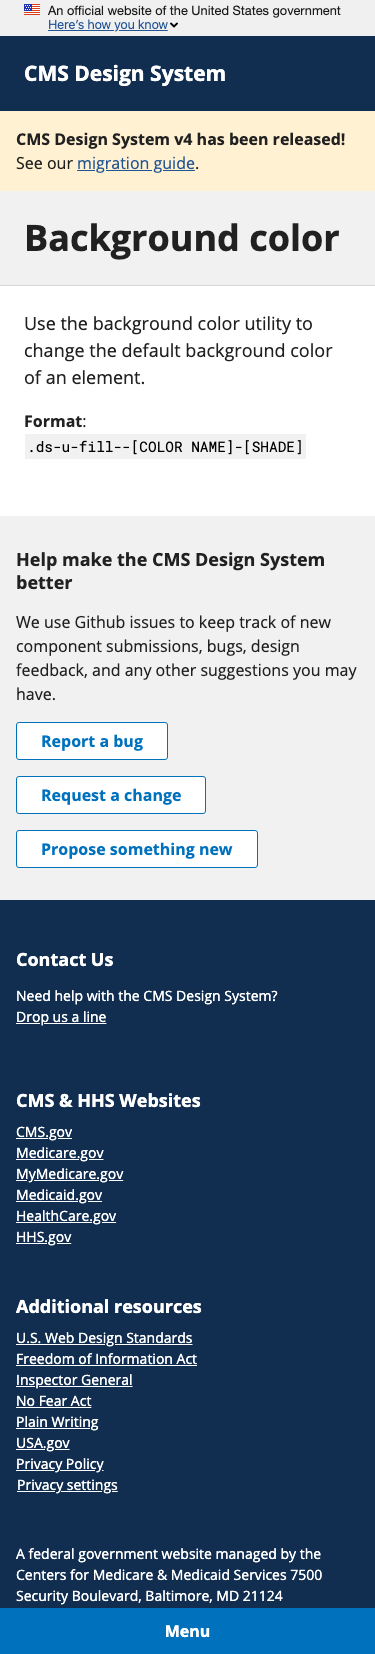 An official website of the United States government
Here's how you know
CMS Design System
CMS Design System v4 has been released!
See our migration guide.
Background color
Use the background color utility to
change the default background color
of an element.
Format:
.ds-u-fill--[COLOR NAME]-[SHADE]
Help make the CMS Design System
better
We use Github issues to keep track of new
component submissions, bugs, design
feedback, and any other suggestions you may
have.
Report a bug
Request a change
Propose something new
Contact Us
Need help with the CMS Design System?
Drop us a line
CMS & HHS Websites
CMS.gov
Medicare.gov
MyMedicare.gov
Medicaid.gov
HealthCare.gov
HHS.gov
Additional resources
U.S. Web Design Standards
Freedom of Information Act
Inspector General
No Fear Act
Plain Writing
USA.gov
Privacy Policy
Privacy settings
A federal government website managed by the
Centers for Medicare & Medicaid Services 7500
Security Boulevard, Baltimore, MD 21124
Menu